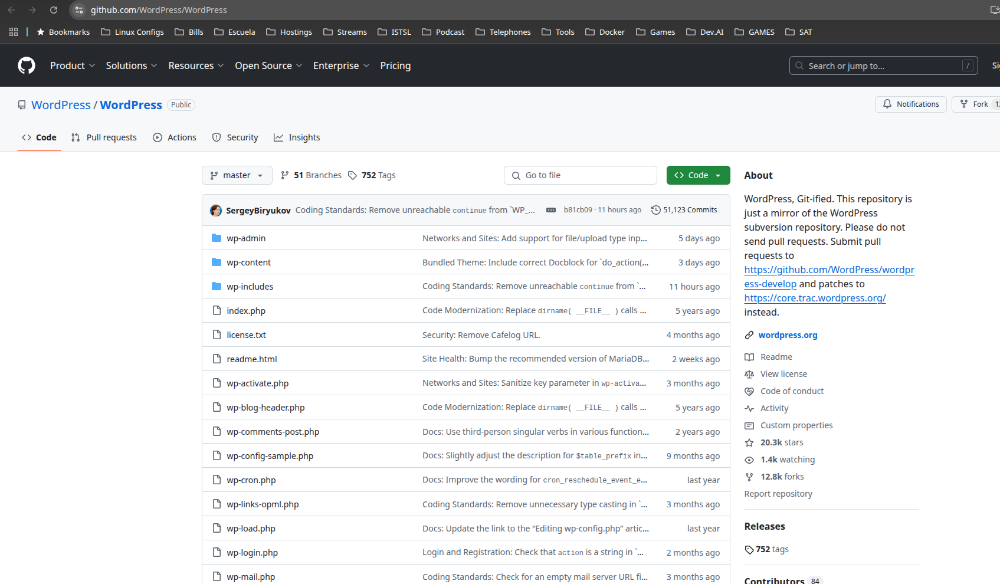 github.com/WordPress/WordPress
Bookmarks Linux Configs Bills Escuela Hostings Streams ISTSL Podcast Telephones Tools Docker Games Dev.AI GAMES SAT
Product Solutions Resources Open Source Enterprise Pricing Search or jump to... /
WordPress / WordPress Public Notifications Fork
Code Pull requests Actions Security Insights
master 51 Branches 752 Tags Go to file Code
SergeyBiryukov Coding Standards: Remove unreachable continue from `WP_... b81cb09 · 11 hours ago 51,123 Commits
wp-admin Networks and Sites: Add support for file/upload type inp... 5 days ago
wp-content Bundled Theme: Include correct Docblock for `do_action(... 3 days ago
wp-includes Coding Standards: Remove unreachable continue from `... 11 hours ago
index.php Code Modernization: Replace dirname( __FILE__ ) calls ... 5 years ago
license.txt Security: Remove Cafelog URL. 4 months ago
readme.html Site Health: Bump the recommended version of MariaDB... 2 weeks ago
wp-activate.php Networks and Sites: Sanitize key parameter in wp-activa... 3 months ago
wp-blog-header.php Code Modernization: Replace dirname( __FILE__ ) calls ... 5 years ago
wp-comments-post.php Docs: Use third-person singular verbs in various function... 2 years ago
wp-config-sample.php Docs: Slightly adjust the description for $table_prefix in... 9 months ago
wp-cron.php Docs: Improve the wording for cron_reschedule_event_e... last year
wp-links-opml.php Coding Standards: Remove unnecessary type casting in `... 3 months ago
wp-load.php Docs: Update the link to the “Editing wp-config.php” artic... last year
wp-login.php Login and Registration: Check that action is a string in `... 2 months ago
wp-mail.php Coding Standards: Check for an empty mail server URL fi... 3 months ago
About
WordPress, Git-ified. This repository is
just a mirror of the WordPress
subversion repository. Please do not
send pull requests. Submit pull
requests to
https://github.com/WordPress/wordpr
ess-develop and patches to
https://core.trac.wordpress.org/
instead.
wordpress.org
Readme
View license
Code of conduct
Activity
Custom properties
20.3k stars
1.4k watching
12.8k forks
Report repository
Releases
752 tags
Contributors 84